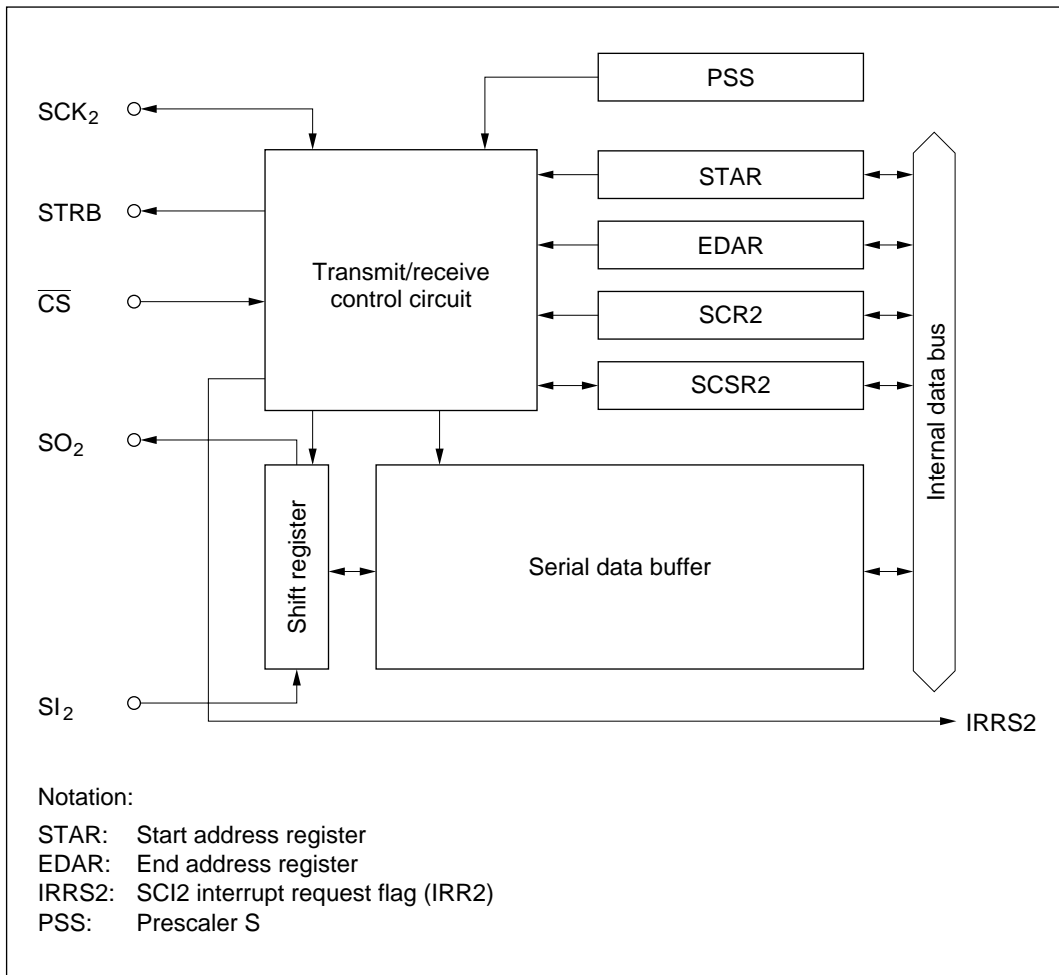 PSS
SCK₂
STAR
STRB
EDAR
Transmit/receive
control circuit
C̅S̅
SCR2
SCSR2
SO₂
Internal data bus
Shift register
Serial data buffer
SI₂
IRRS2
Notation:
STAR: Start address register
EDAR: End address register
IRRS2: SCI2 interrupt request flag (IRR2)
PSS: Prescaler S